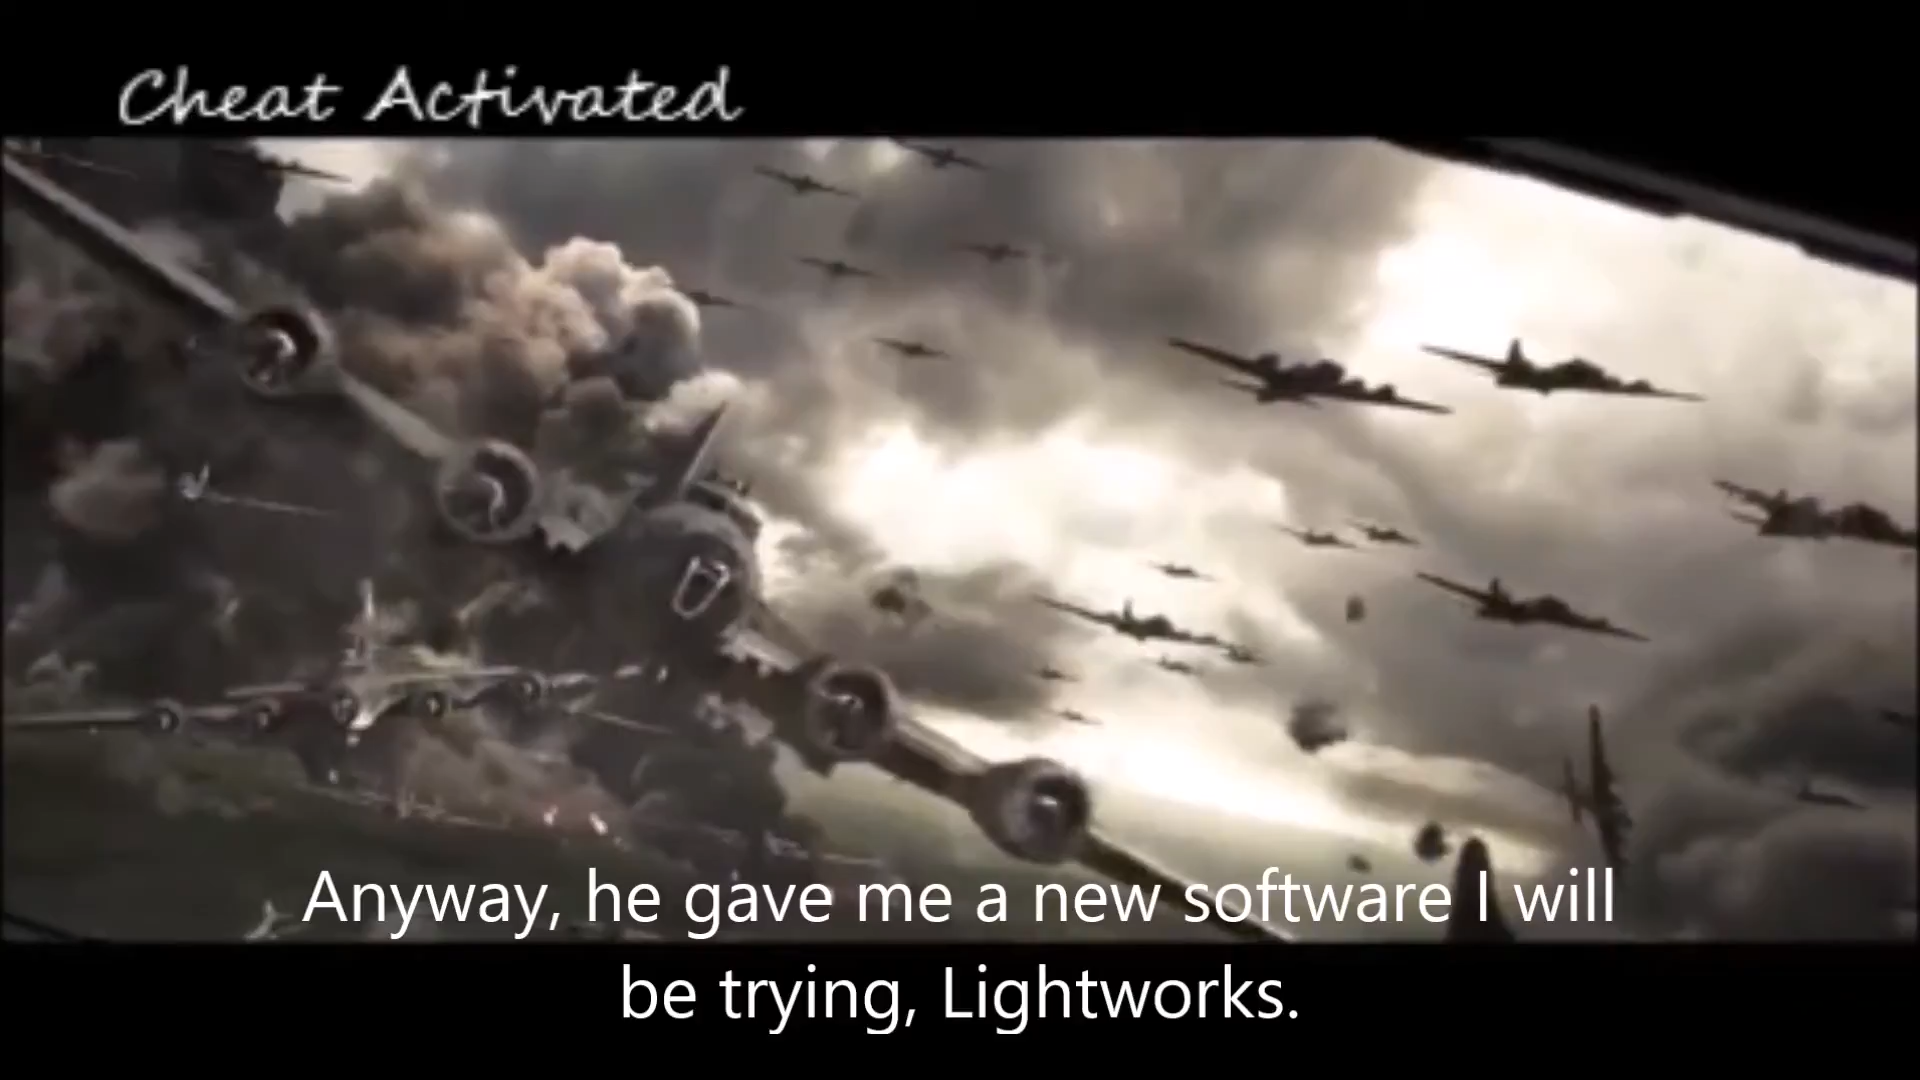 Cheat Activated
Anyway, he gave me a new software I will
be trying, Lightworks.